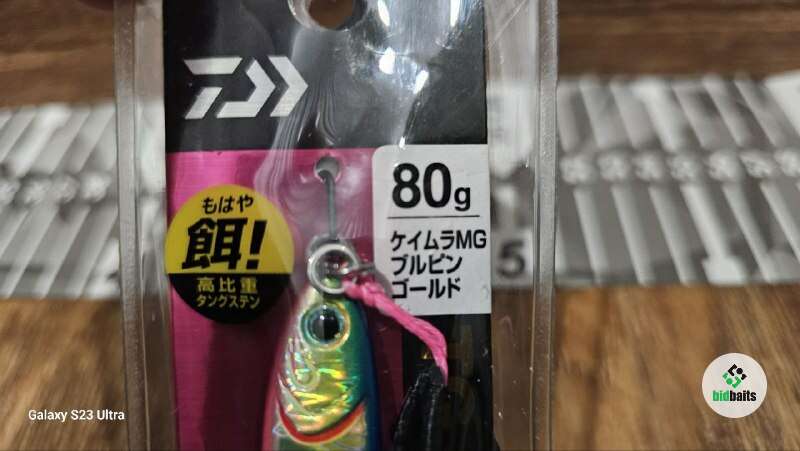 80g
ケイムラMG
ブルピン
ゴールド
もはや
餌!
高比重
タングステン
5
Galaxy S23 Ultra
bidbaits